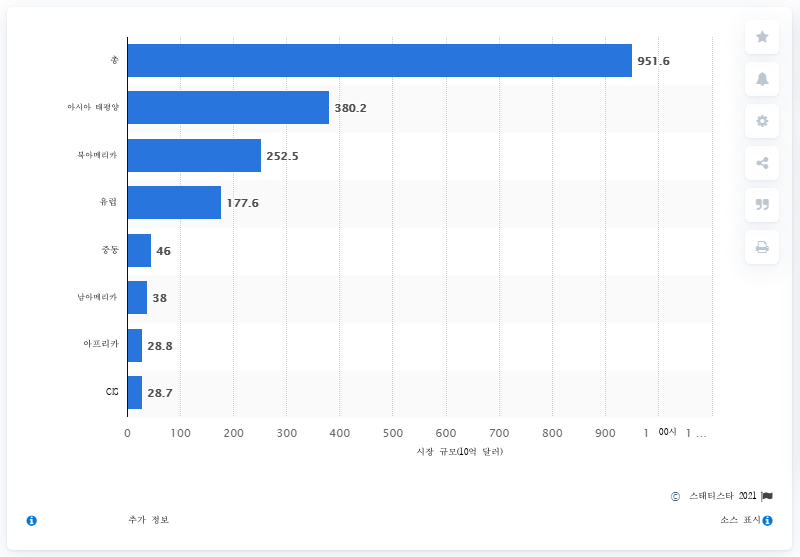 총 951.6
아시아 태평양 380.2
북아메리카 252.5
유럽 177.6
중동 46
남아메리카 38
아프리카 28.8
CIS 28.7
0 100 200 300 400 500 600 700 800 900 1 00시 1 ...
시장 규모(10억 달러)
© 스태티스타 2021
추가 정보 소스 표시